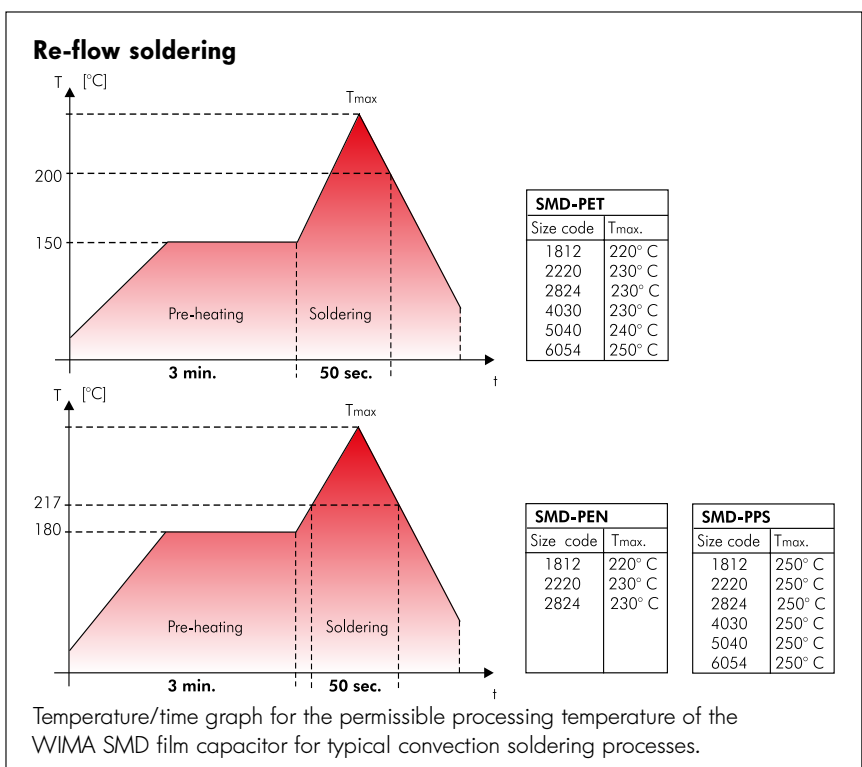 Re-flow soldering
T [°C]
Tmax
200
150
Pre-heating
Soldering
3 min.
50 sec.
t
SMD-PET
Size code Tmax.
1812 220° C
2220 230° C
2824 230° C
4030 230° C
5040 240° C
6054 250° C
T [°C]
Tmax
217
180
Pre-heating
Soldering
3 min.
50 sec.
t
SMD-PEN
Size code Tmax.
1812 220° C
2220 230° C
2824 230° C
SMD-PPS
Size code Tmax.
1812 250° C
2220 250° C
2824 250° C
4030 250° C
5040 250° C
6054 250° C
Temperature/time graph for the permissible processing temperature of the
WIMA SMD film capacitor for typical convection soldering processes.